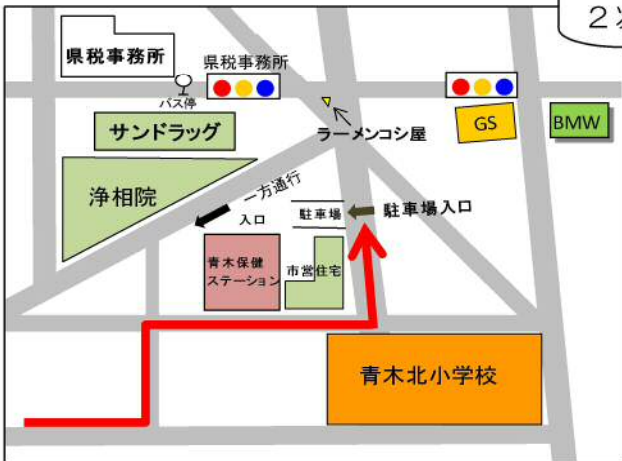 2
県税事務所
県税事務所
バス停
サンドラッグ
ラーメンコシ屋
GS
BMW
浄相院
一方通行
入口
駐車場
駐車場入口
青木保健
ステーション
市営住宅
青木北小学校